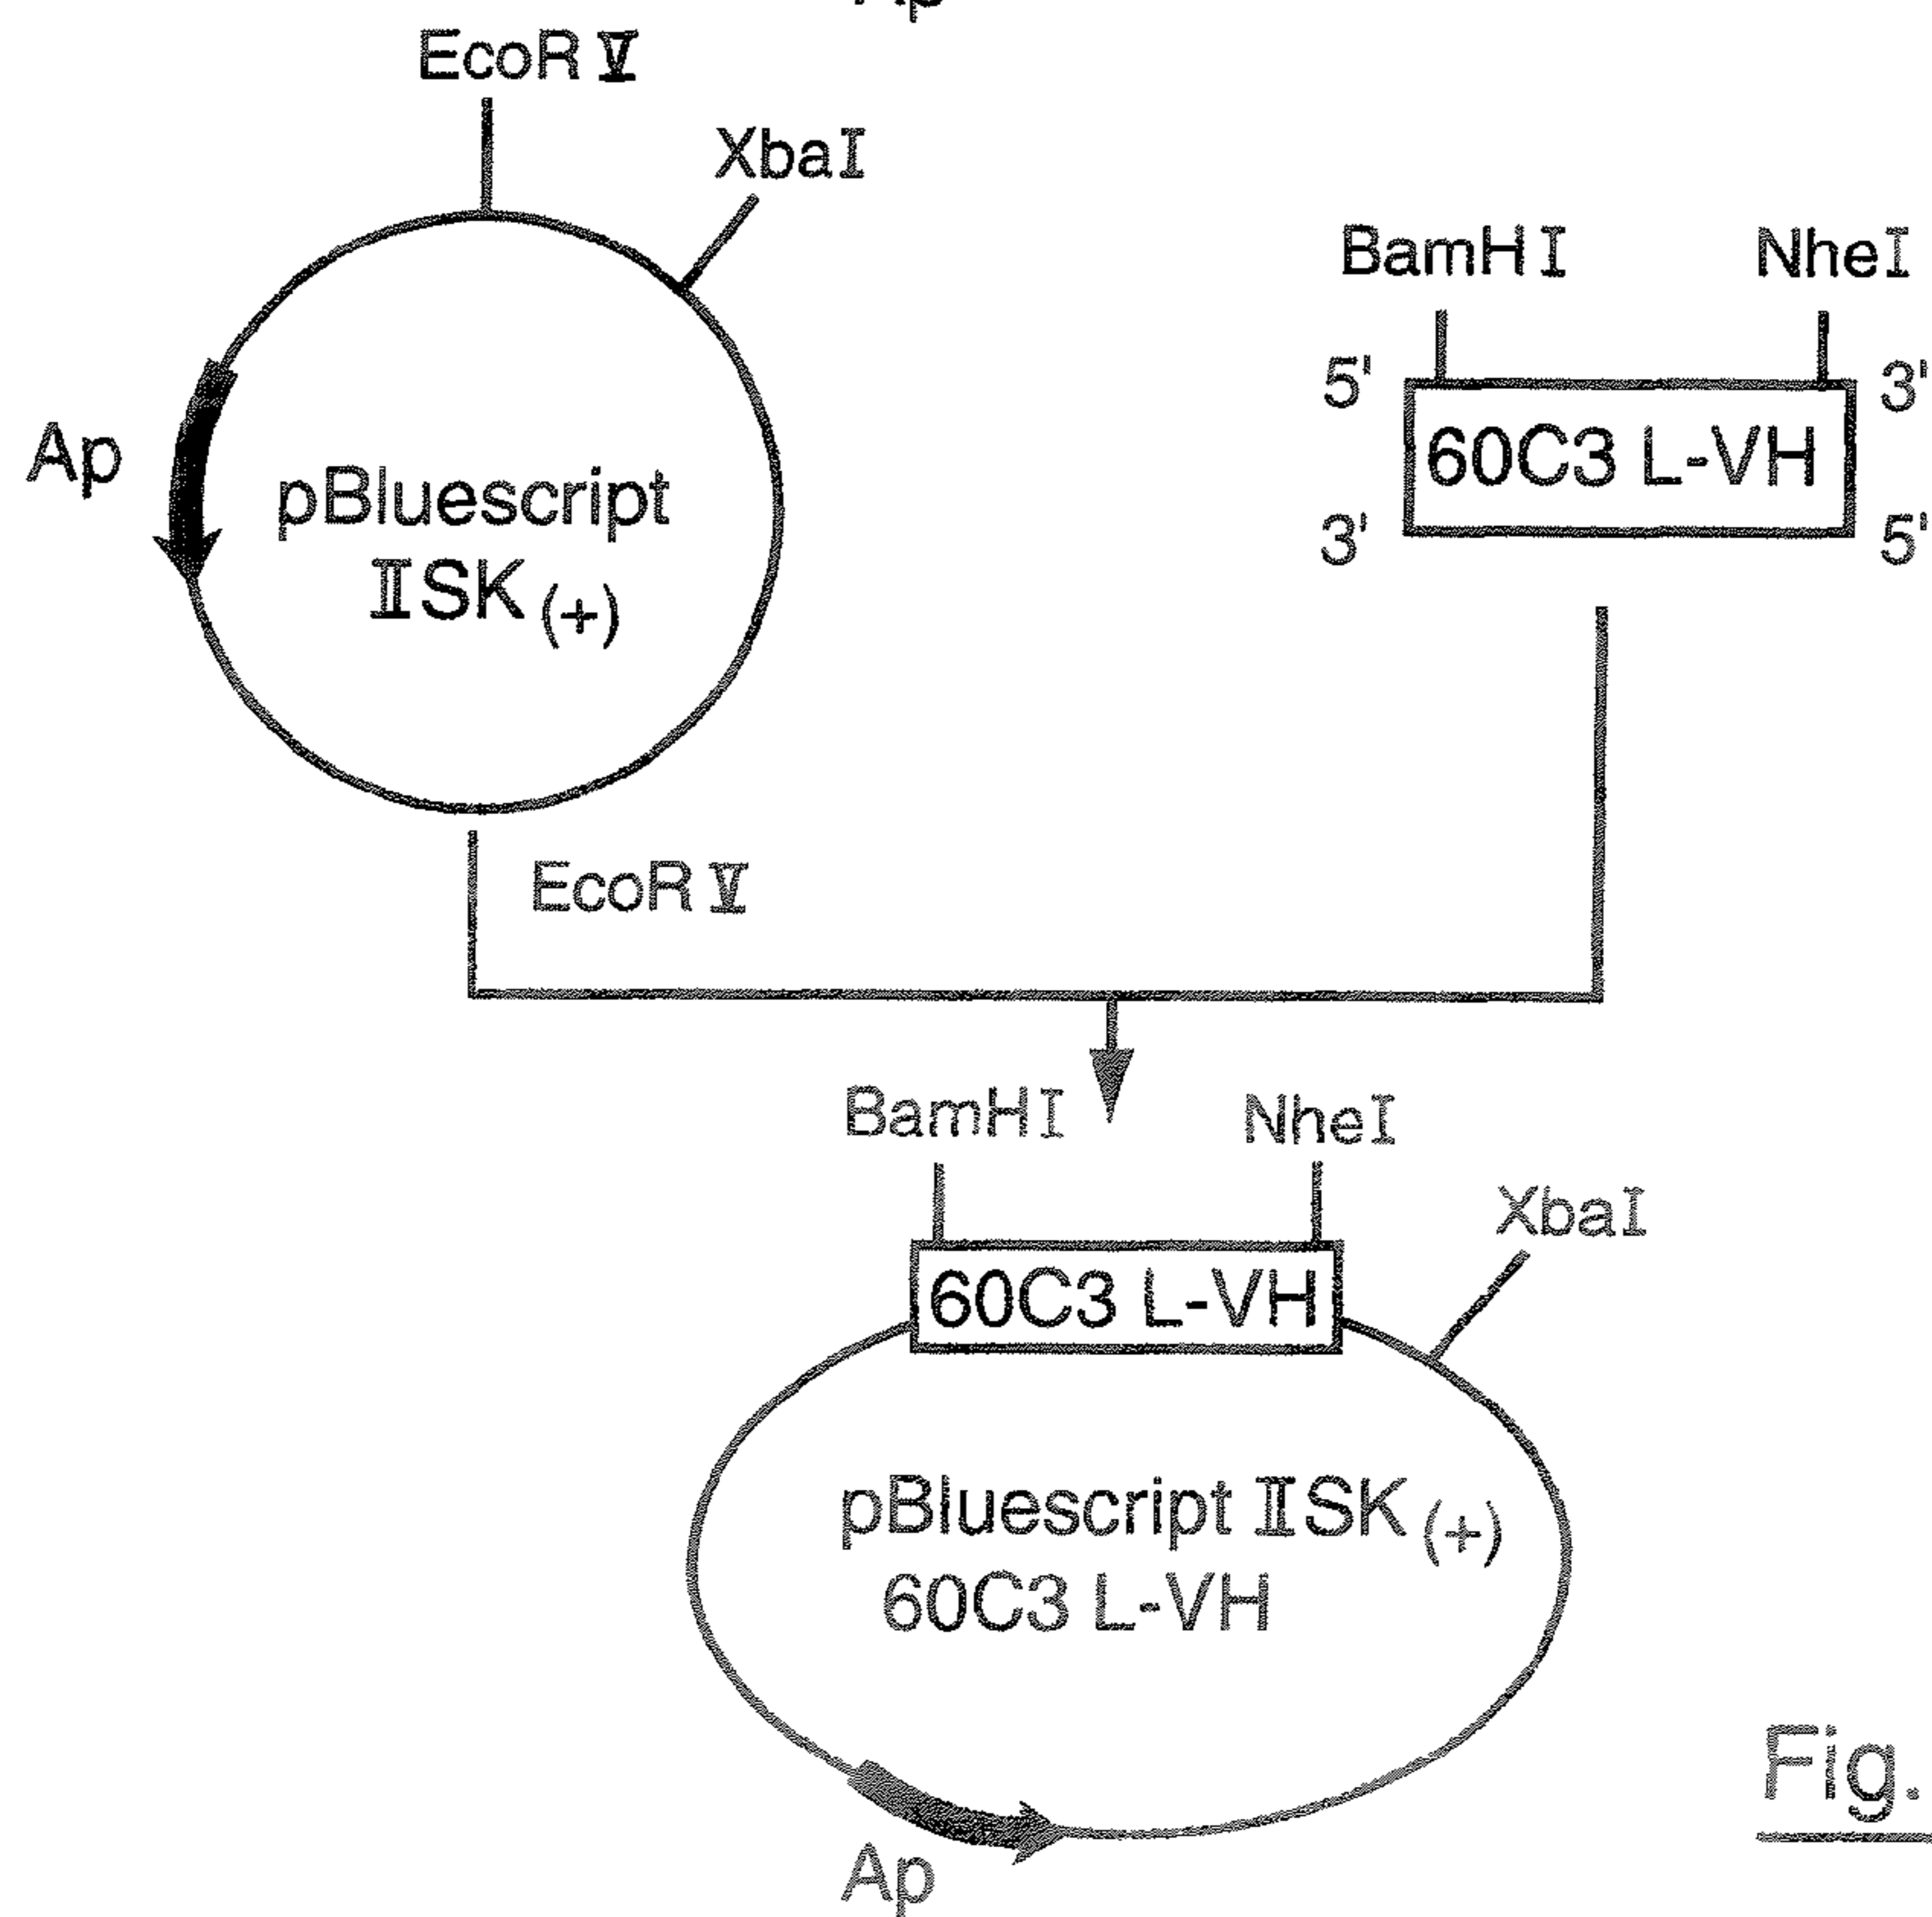 Ap
EcoR V
XbaI
BamH I
NheI
5'
3'
Ap
60C3 L-VH
pBluescript
IISK (+)
3'
5'
EcoR V
BamHI
NheI
XbaI
60C3 L-VH
pBluescript IISK (+)
60C3 L-VH
Fig.
Ap